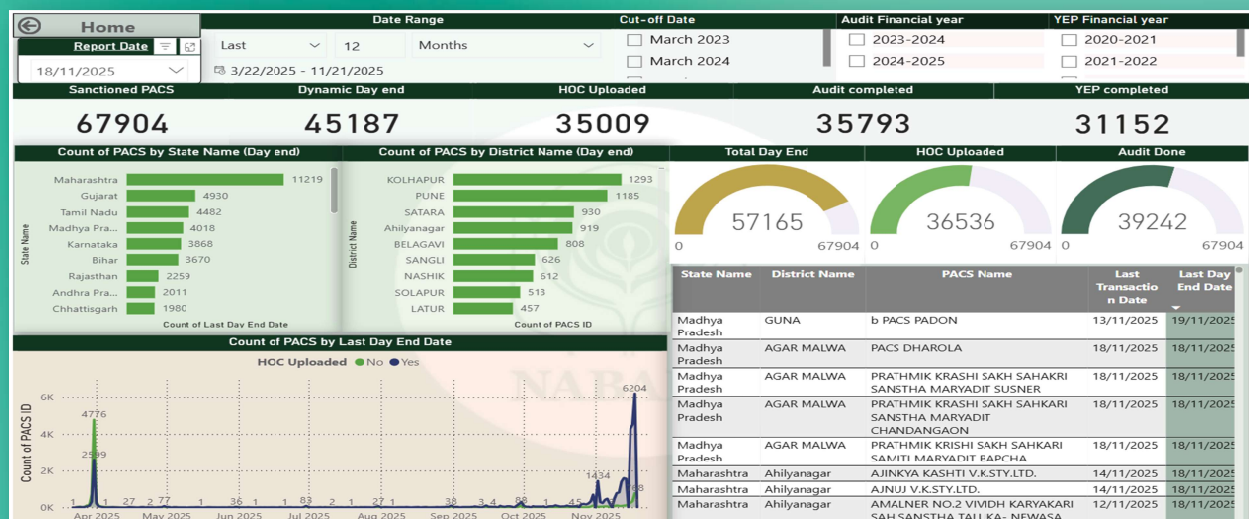 Home
Report Date
18/11/2025
Date Range
Last 12 Months
3/22/2025 - 11/21/2025
Cut-off Date
March 2023
March 2024
Audit Financial year
2023-2024
2024-2025
YEP Financial year
2020-2021
2021-2022
Sanctioned PACS
67904
Dynamic Day end
45187
HOC Uploaded
35009
Audit completed
35793
YEP completed
31152
Count of PACS by State Name (Day end)
State Name
Maharashtra 11219
Gujarat 4930
Tamil Nadu 4482
Madhya Pra... 4018
Karnataka 3868
Bihar 3670
Rajasthan 2259
Andhra Pra... 2011
Chhattisgarh 1980
Count of Last Day End Date
Count of PACS by District Name (Day end)
District Name
KOLHAPUR 1293
PUNE 1185
SATARA 930
Ahilyanagar 919
BELAGAVI 808
SANGLI 626
NASHIK 612
SOLAPUR 513
LATUR 457
Count of PACS ID
Total Day End
57165
0 67904
HOC Uploaded
36536
0 67904
Audit Done
39242
0 67904
Count of PACS by Last Day End Date
HCC Uploaded No Yes
Count of PACS ID
6K
4K
2K
0K
4776
2599
6204
1434
1 1 27 2 77 1 36 1 1 83 2 27 1 38 3 4 88 1 45
Apr 2025 May 2025 Jun 2025 Jul 2025 Aug 2025 Sep 2025 Oct 2025 Nov 2025
State Name District Name PACS Name Last Transactio n Date Last Day End Date
Madhya Pradesh GUNA b PACS PADON 13/11/2025 19/11/2025
Madhya Pradesh AGAR MALWA PACS DHAROLA 18/11/2025 18/11/2025
Madhya Pradesh AGAR MALWA PRATHMIK KRASHI SAKH SAHAKRI SANSTHA MARYADIT SUSNER 18/11/2025 18/11/2025
Madhya Pradesh AGAR MALWA PRATHMIK KRASHI SAKH SAHKARI SANSTHA MARYADIT CHANDANGAON 18/11/2025 18/11/2025
Madhya Pradesh AGAR MALWA PRATHMIK KRISHI SAKH SAHKARI SAMITI MARYADIT 18/11/2025 18/11/2025
Maharashtra Ahilyanagar AJINKYA KASHTI V.K.STY.LTD. 14/11/2025 18/11/2025
Maharashtra Ahilyanagar AJNUJ V.K.STY.LTD. 14/11/2025 18/11/2025
Maharashtra Ahilyanagar AMALNER NO.2 VIVIDH KARYAKARI SAH.SANSTHA TALUKA- NEWASA 12/11/2025 18/11/2025